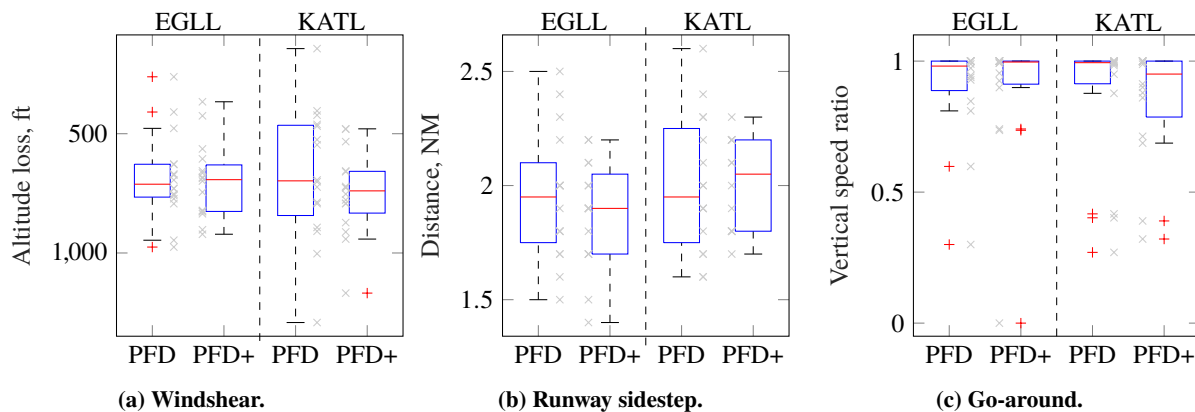 EGLL KATL
Altitude loss, ft
500
1,000
PFD PFD+ PFD PFD+
(a) Windshear.
EGLL KATL
Distance, NM
2.5
2
1.5
PFD PFD+ PFD PFD+
(b) Runway sidestep.
EGLL KATL
Vertical speed ratio
1
0.5
0
PFD PFD+ PFD PFD+
(c) Go-around.